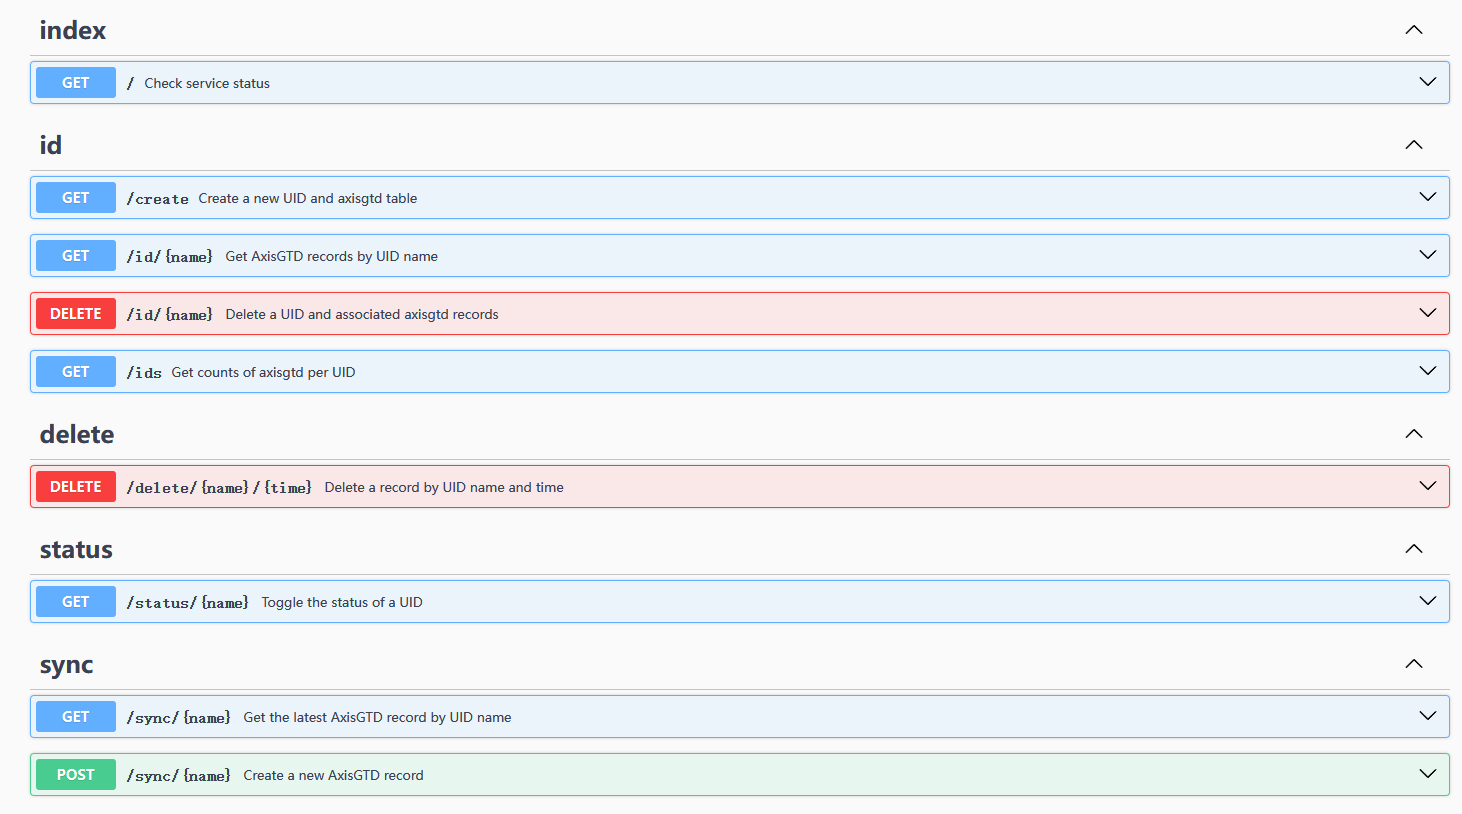 index
GET / Check service status
id
GET /create Create a new UID and axisgtd table
GET /id/{name} Get AxisGTD records by UID name
DELETE /id/{name} Delete a UID and associated axisgtd records
GET /ids Get counts of axisgtd per UID
delete
DELETE /delete/{name}/{time} Delete a record by UID name and time
status
GET /status/{name} Toggle the status of a UID
sync
GET /sync/{name} Get the latest AxisGTD record by UID name
POST /sync/{name} Create a new AxisGTD record